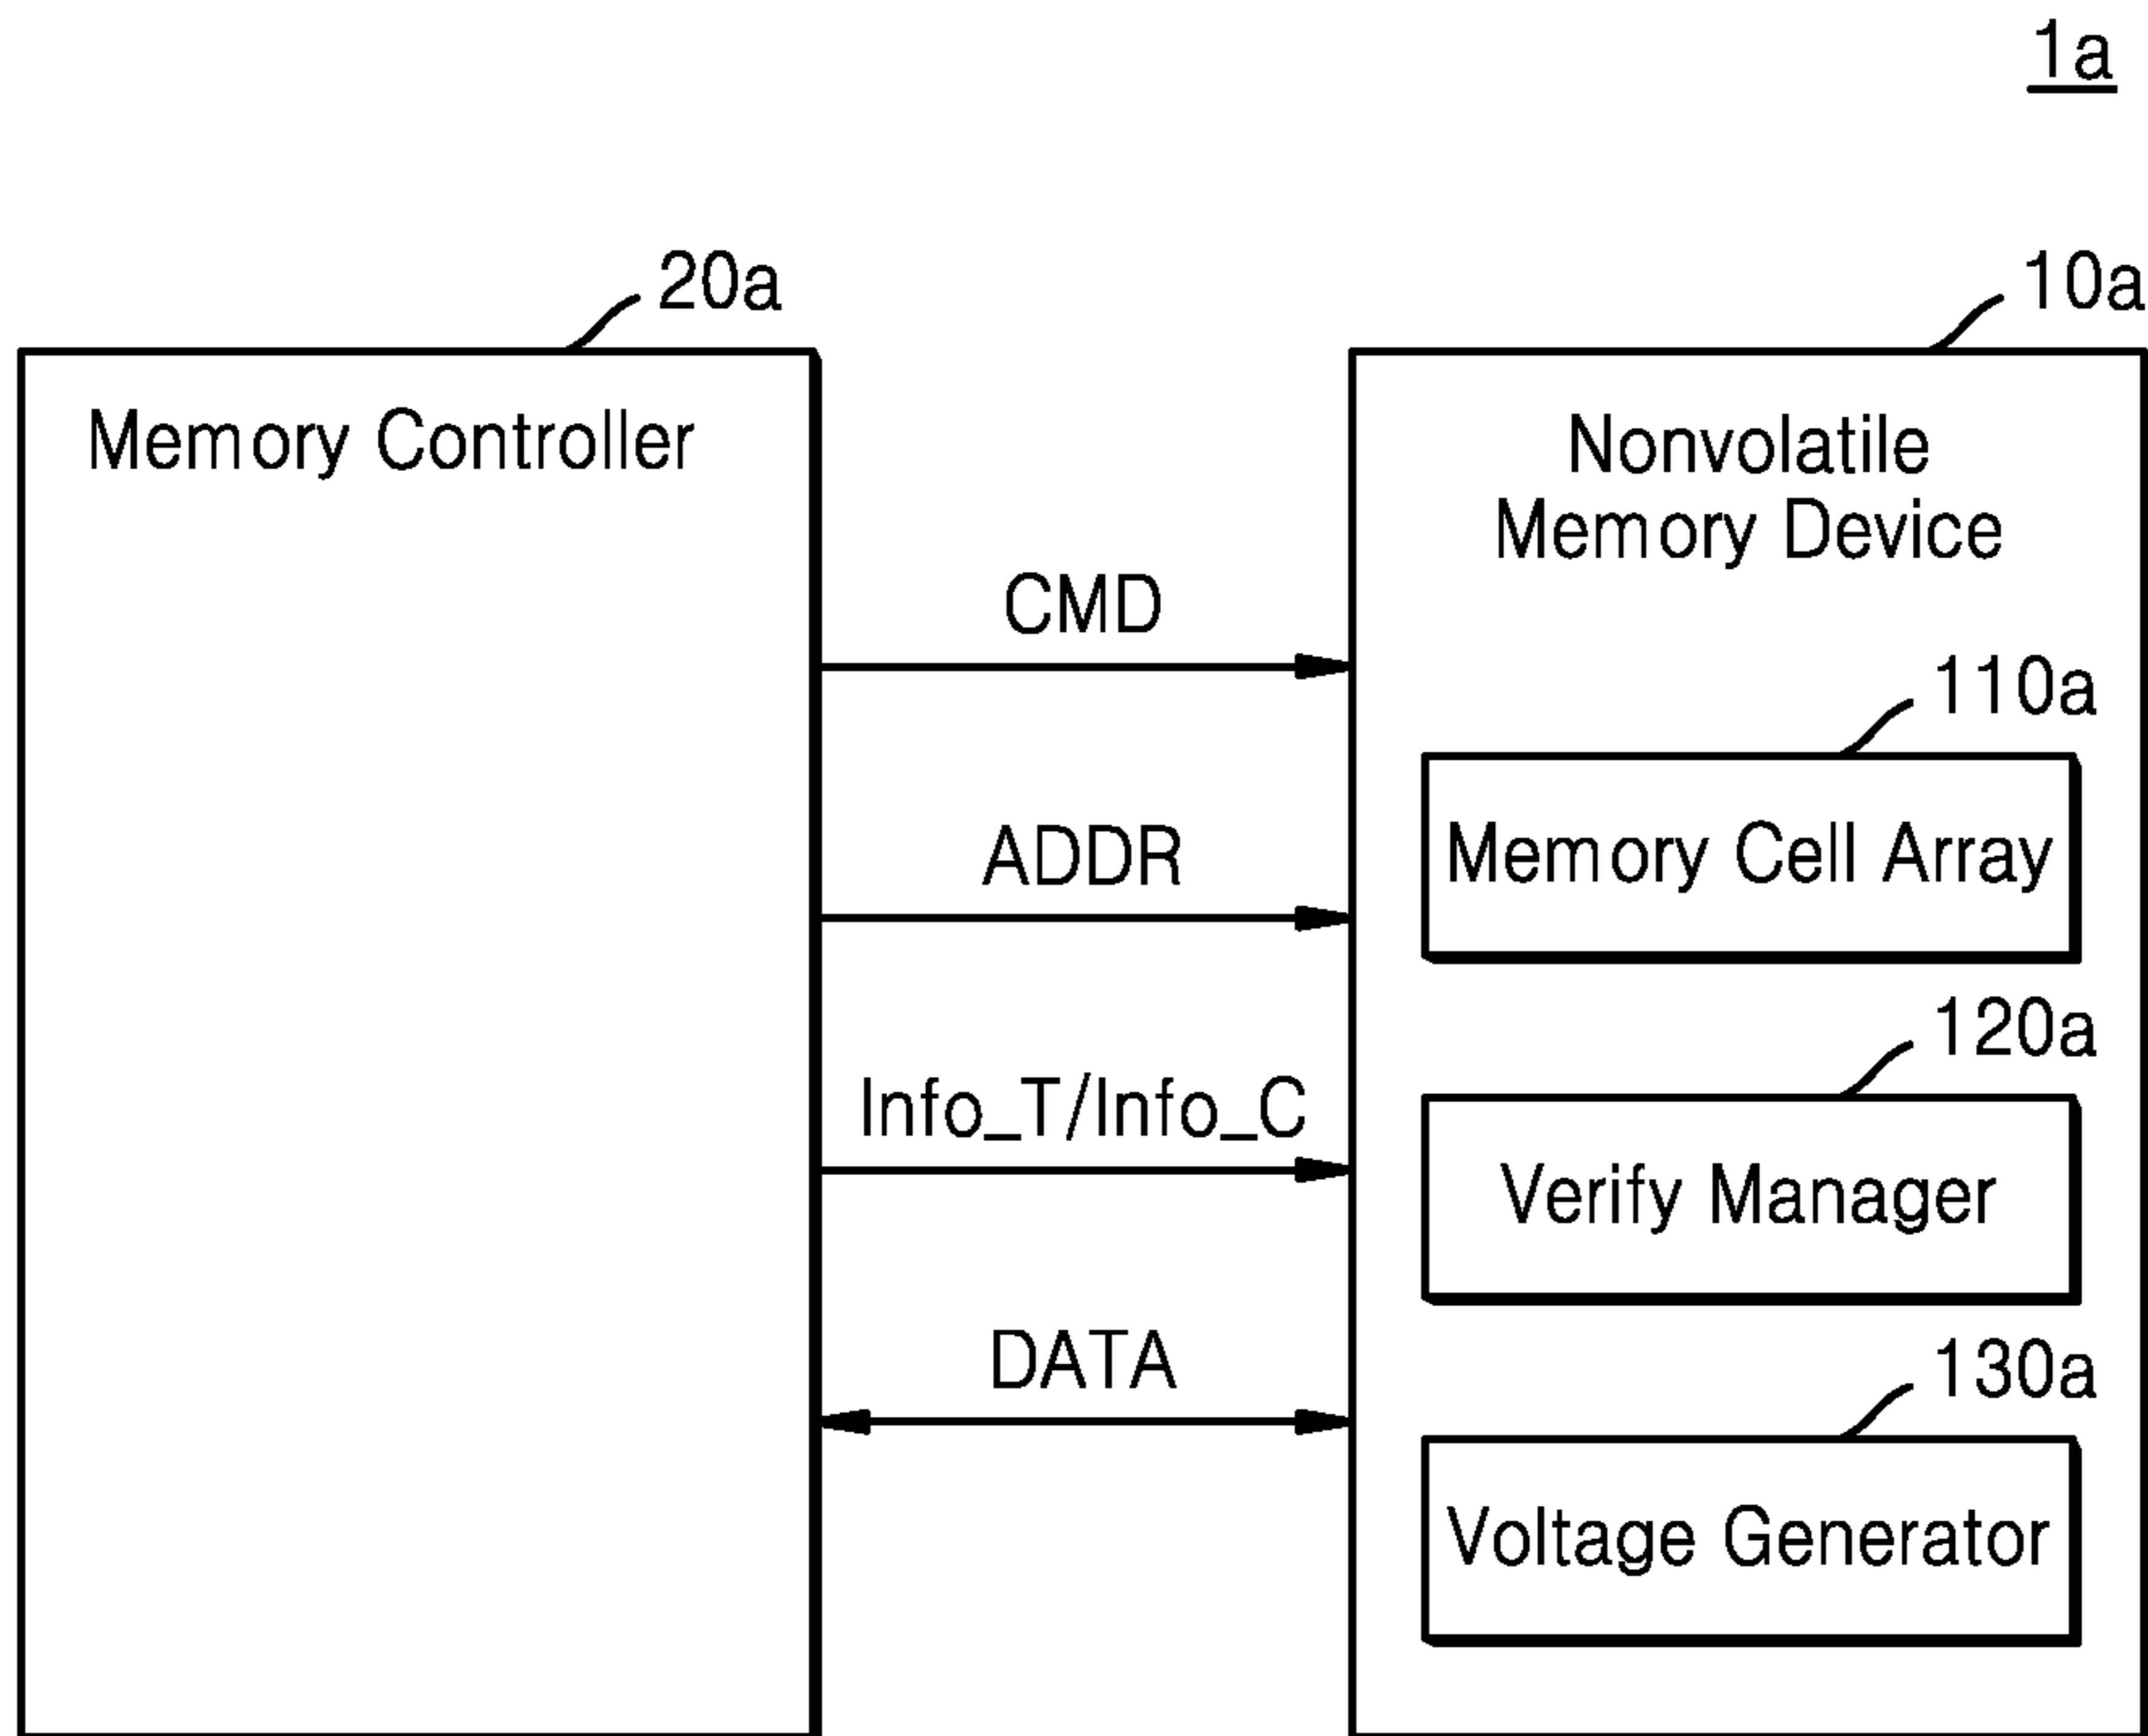 1a
20a
10a
Memory Controller
Nonvolatile
Memory Device
CMD
110a
ADDR
Memory Cell Array
120a
Info_T/Info_C
Verify Manager
DATA
130a
Voltage Generator